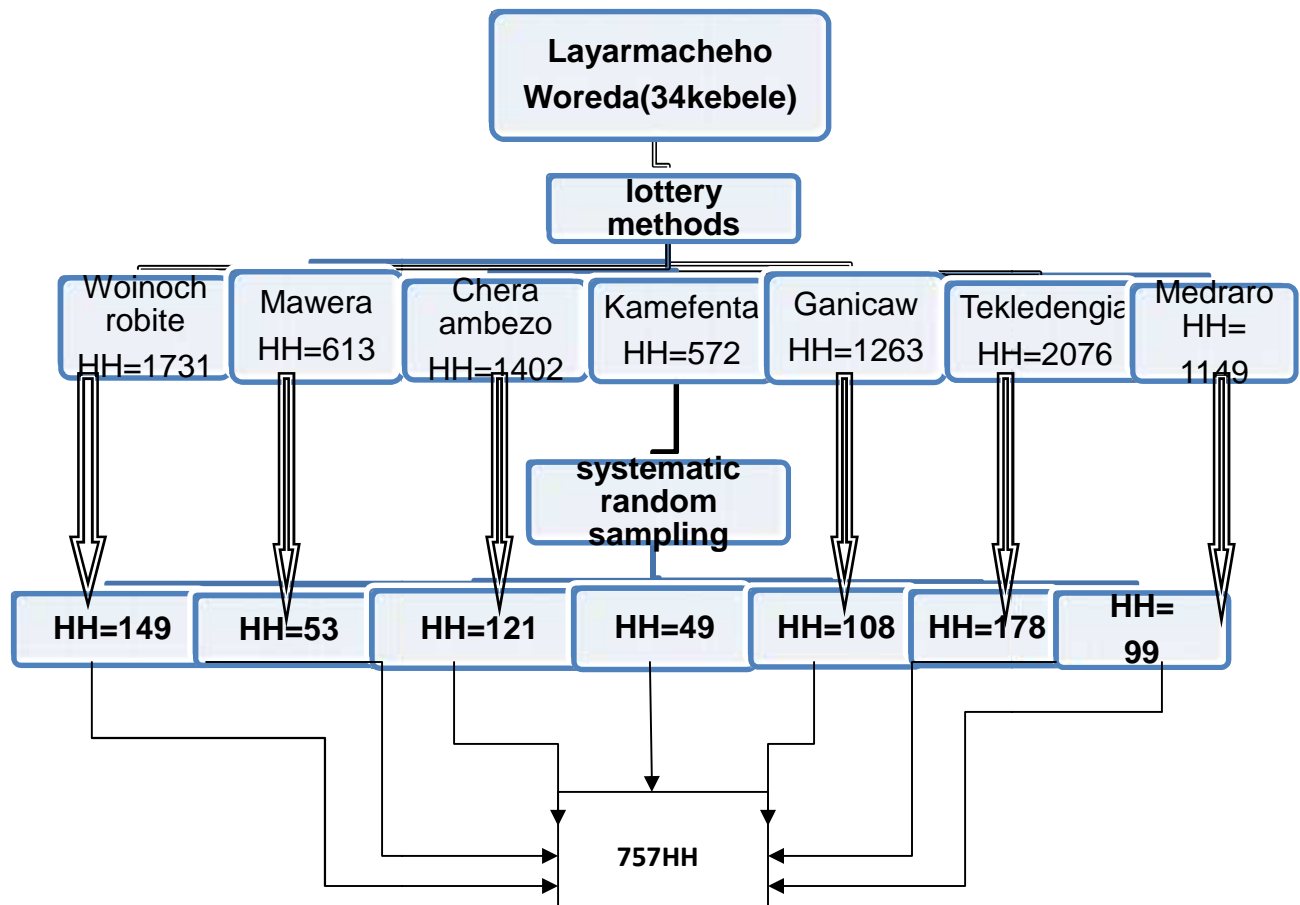 Layarmacheho
Woreda(34kebele)
lottery
methods
Woinoch
robite
HH=1731
Mawera
HH=613
Chera
ambezo
HH=1402
Kamefenta
HH=572
Ganicaw
HH=1263
Tekledengia
HH=2076
Medraro
HH=
1149
systematic
random
sampling
HH=149
HH=53
HH=121
HH=49
HH=108
HH=178
HH=
99
757HH